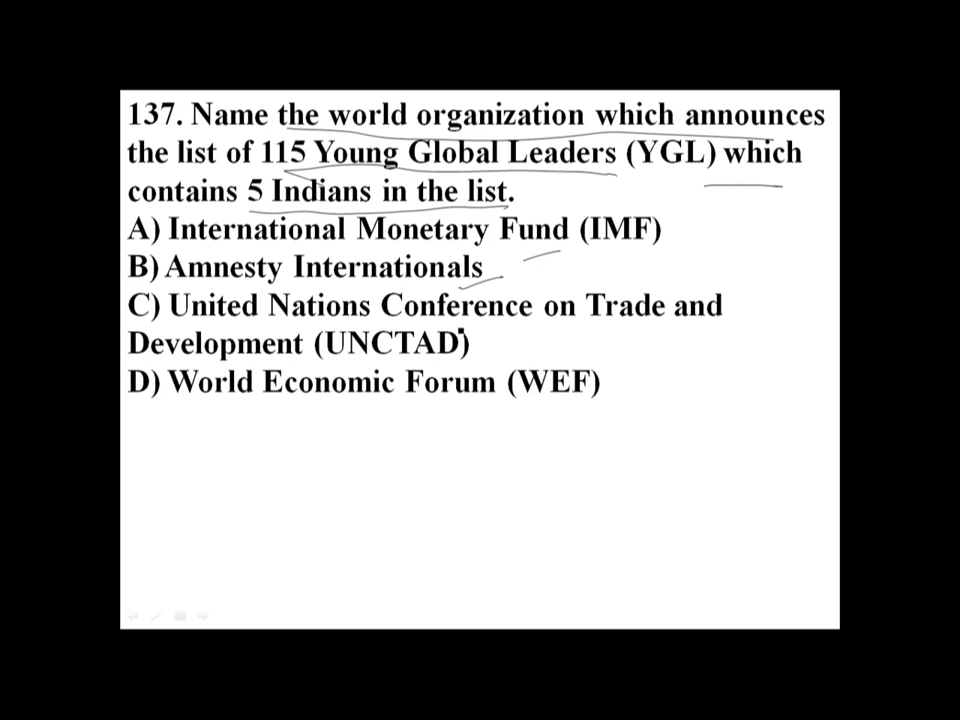 137. Name the world organization which announces
the list of 115 Young Global Leaders (YGL) which
contains 5 Indians in the list.
A) International Monetary Fund (IMF)
B) Amnesty Internationals
C) United Nations Conference on Trade and
Development (UNCTAD)
D) World Economic Forum (WEF)